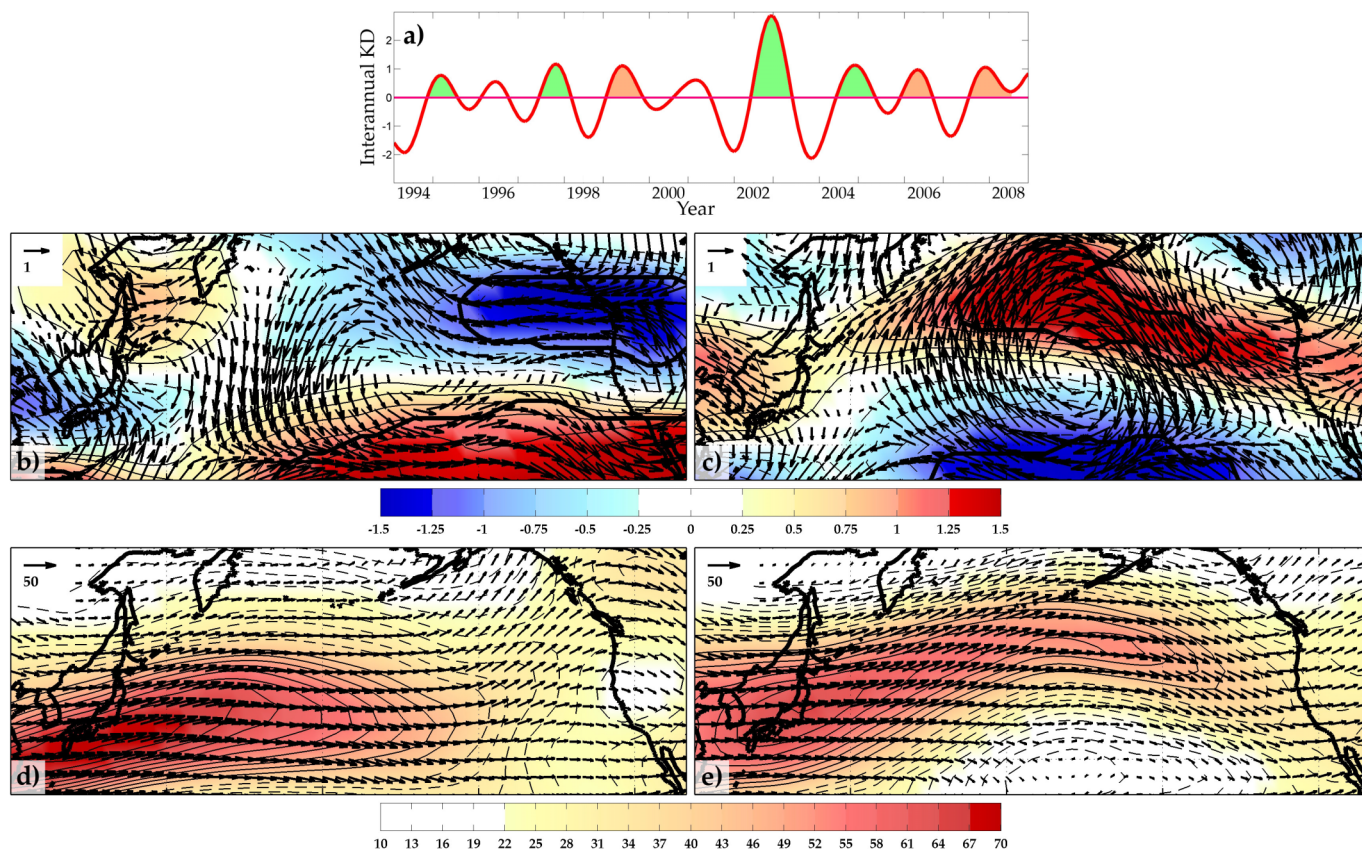 a)
Interannual KD
2
1
0
-1
-2
1994 1996 1998 2000 2002 2004 2006 2008
Year
1
b)
1
c)
-1.5 -1.25 -1 -0.75 -0.5 -0.25 0 0.25 0.5 0.75 1 1.25 1.5
50
d)
50
e)
10 13 16 19 22 25 28 31 34 37 40 43 46 49 52 55 58 61 64 67 70